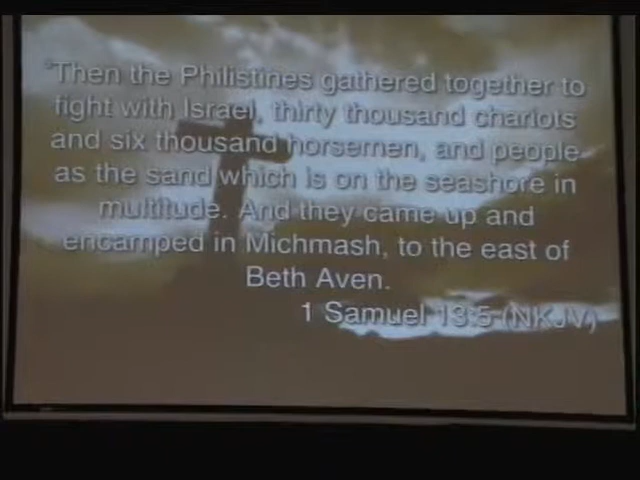 "Then the Philistines gathered together to
fight with Israel, thirty thousand chariots
and six thousand horsemen, and people
as the sand which is on the seashore in
multitude. And they came up and
encamped in Michmash, to the east of
Beth Aven.
1 Samuel 13:5 (NKJV)